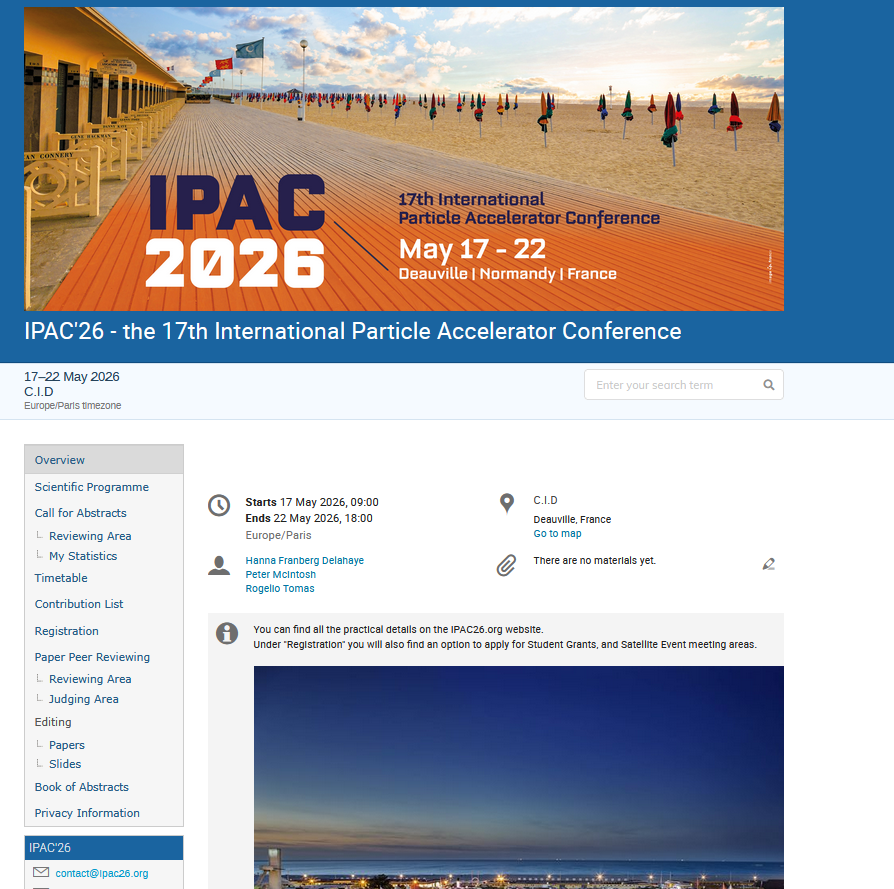 GENE HACKMAN
AN CONNERY
IPAC
2026
17th International
Particle Accelerator Conference
May 17 - 22
Deauville | Normandy | France
IPAC'26 - the 17th International Particle Accelerator Conference
17–22 May 2026
C.I.D
Europe/Paris timezone
Enter your search term
Overview
Scientific Programme
Call for Abstracts
Reviewing Area
My Statistics
Timetable
Contribution List
Registration
Paper Peer Reviewing
Reviewing Area
Judging Area
Editing
Papers
Slides
Book of Abstracts
Privacy Information
IPAC'26
contact@ipac26.org
Starts 17 May 2026, 09:00
Ends 22 May 2026, 18:00
Europe/Paris
C.I.D
Deauville, France
Go to map
Hanna Franberg Delahaye
Peter McIntosh
Rogelio Tomas
There are no materials yet.
You can find all the practical details on the IPAC26.org website.
Under "Registration" you will also find an option to apply for Student Grants, and Satellite Event meeting areas.